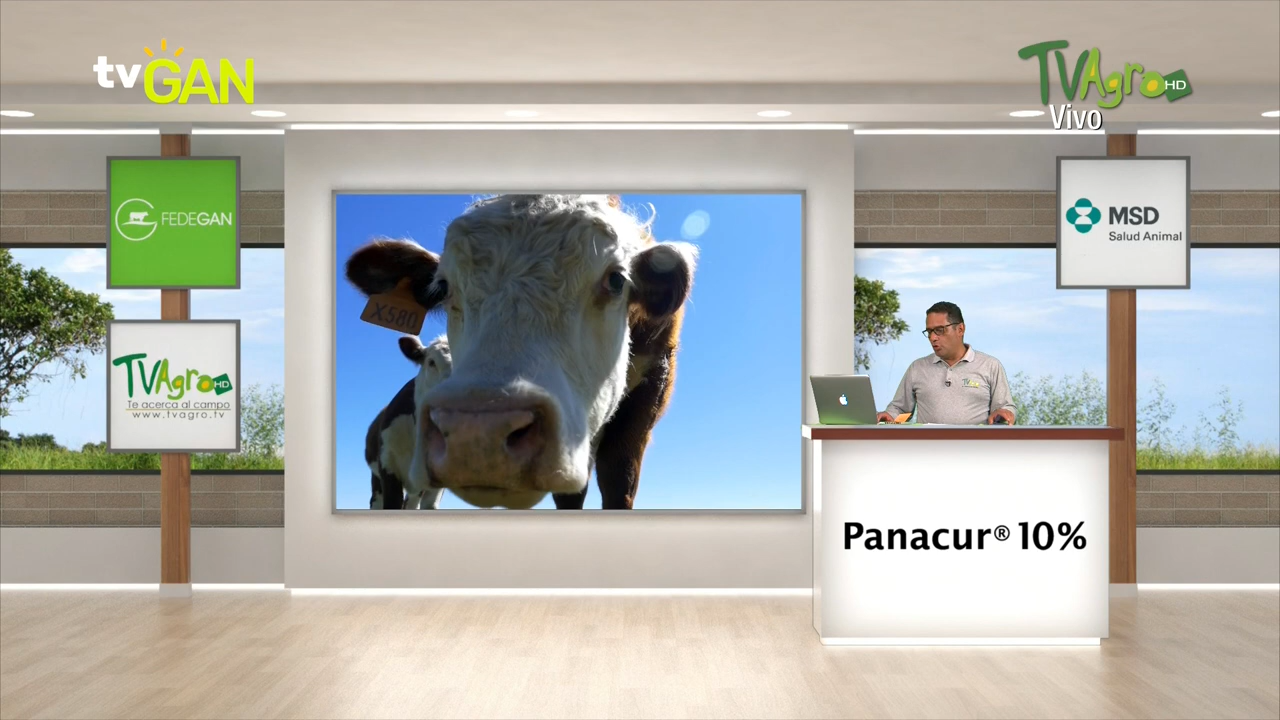 tvGAN
TVAgro HD
Vivo
FEDEGAN
MSD
Salud Animal
X580
TVAgro HD
Te acerca al campo
www.tvagro.tv
Panacur® 10%